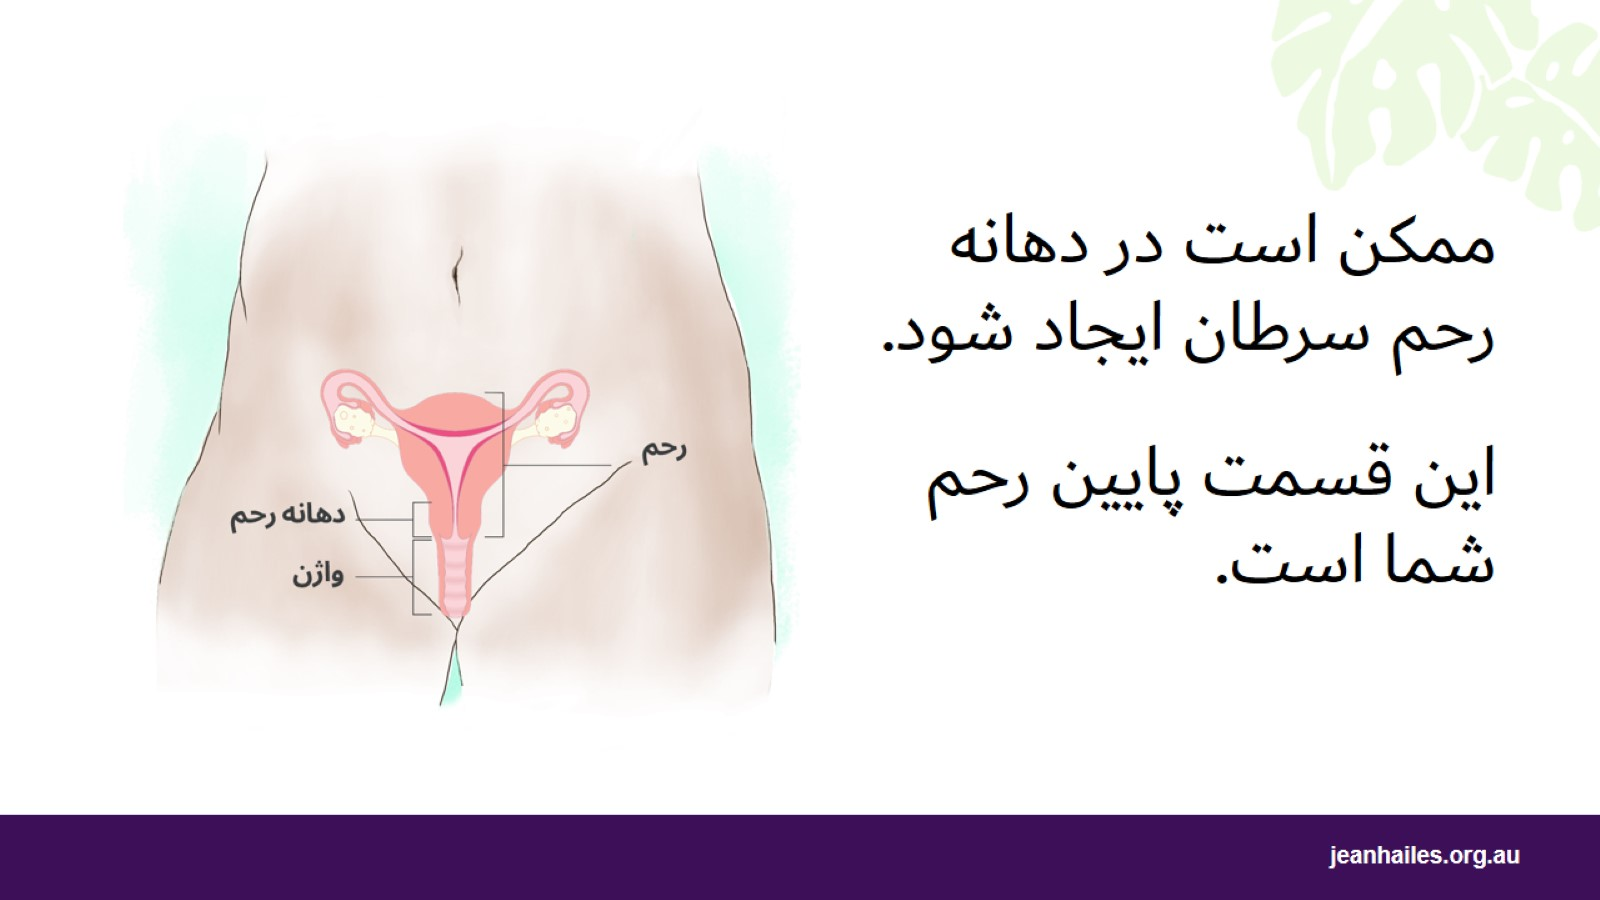 ممکن است در دهانه
رحم سرطان ایجاد شود.
این قسمت پایین رحم
شما است.
رحم
دهانه رحم
واژن
jeanhailes.org.au